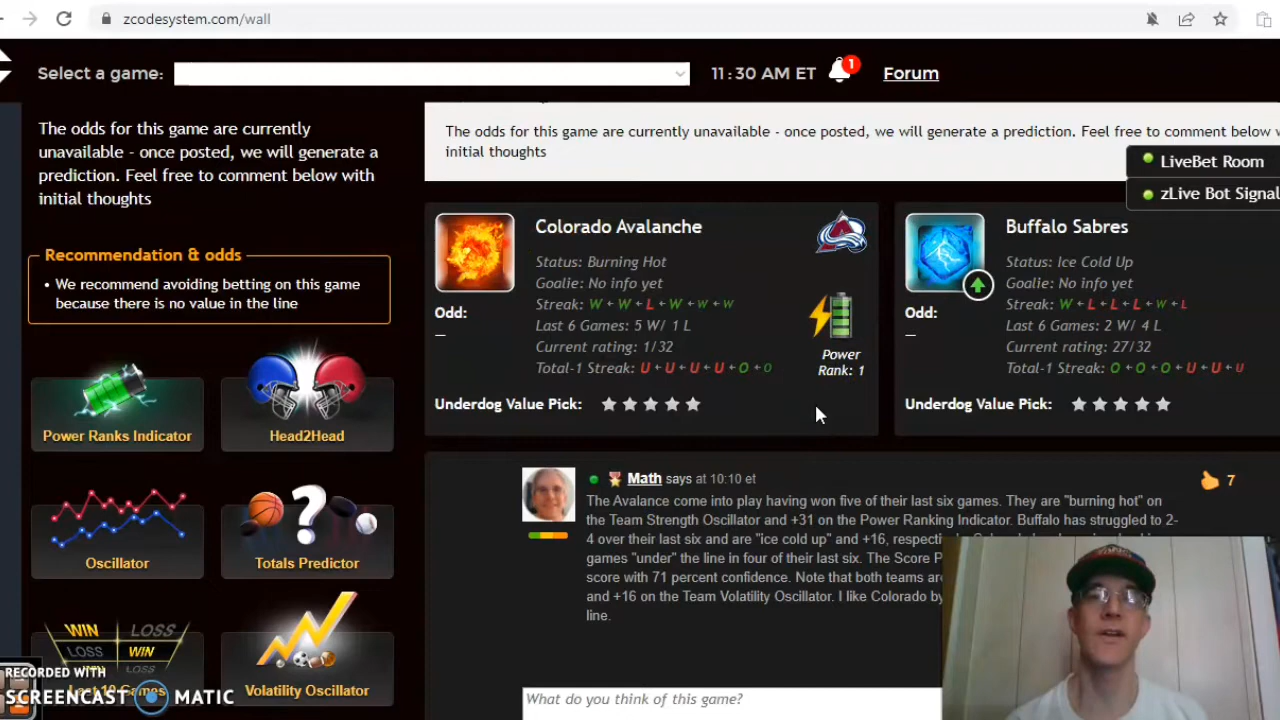 zcodesystem.com/wall
Select a game:
11:30 AM ET
1
Forum
The odds for this game are currently
unavailable - once posted, we will generate a
prediction. Feel free to comment below with
initial thoughts
Recommendation & odds
• We recommend avoiding betting on this game
because there is no value in the line
Power Ranks Indicator
Head2Head
Oscillator
?
Totals Predictor
WIN LOSS
LOSS WIN
LOSS
Last 10 Games
Volatility Oscillator
RECORDED WITH
SCREENCAST MATIC
The odds for this game are currently unavailable - once posted, we will generate a prediction. Feel free to comment below w
initial thoughts
LiveBet Room
zLive Bot Signal
Colorado Avalanche
Status: Burning Hot
Goalie: No info yet
Odd:
—
Streak: W ← W ← L ← W ← W ← W
Last 6 Games: 5 W/ 1 L
Current rating: 1/32
Total-1 Streak: U ← U ← U ← U ← O ← O
Power
Rank: 1
Underdog Value Pick:
Buffalo Sabres
Status: Ice Cold Up
Goalie: No info yet
Odd:
—
Streak: W ← L ← L ← L ← W ← L
Last 6 Games: 2 W/ 4 L
Current rating: 27/32
Total-1 Streak: O ← O ← O ← U ← U ← U
Underdog Value Pick:
Math says at 10:10 et
7
The Avalance come into play having won five of their last six games. They are "burning hot" on
the Team Strength Oscillator and +31 on the Power Ranking Indicator. Buffalo has struggled to 2-
4 over their last six and are "ice cold up" and +16, respectiv
games "under" the line in four of their last six. The Score P
score with 71 percent confidence. Note that both teams are
and +16 on the Team Volatility Oscillator. I like Colorado by
line.
What do you think of this game?